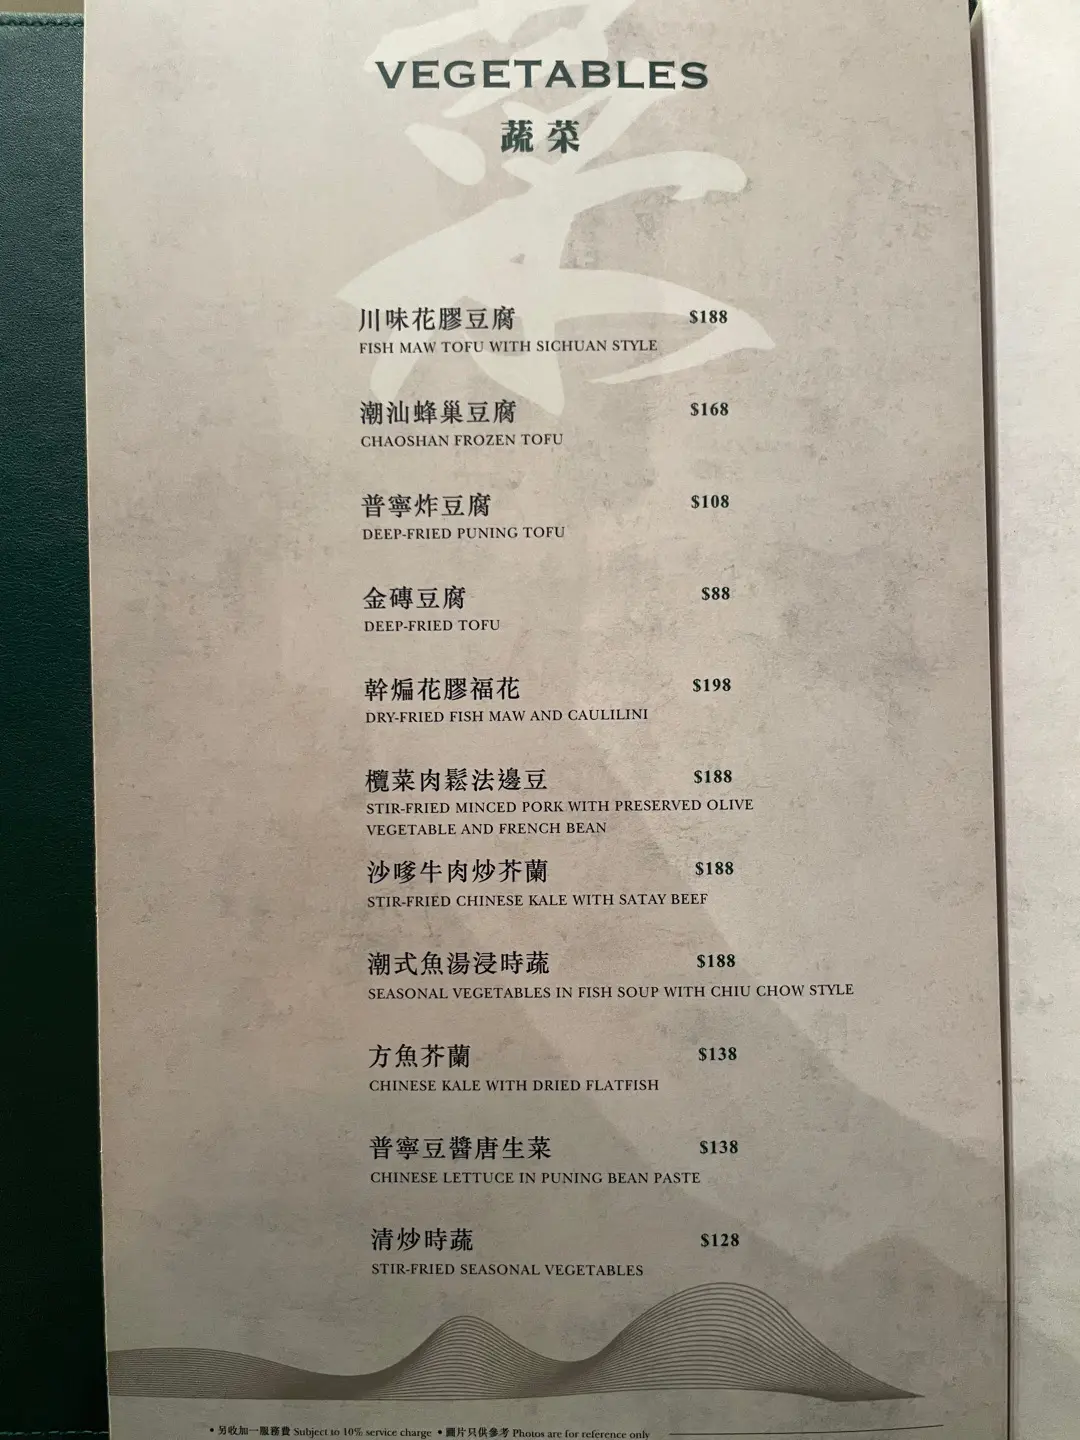 VEGETABLES
蔬菜
川味花膠豆腐 $188
FISH MAW TOFU WITH SICHUAN STYLE
潮汕蜂巢豆腐 $168
CHAOSHAN FROZEN TOFU
普寧炸豆腐 $108
DEEP-FRIED PUNING TOFU
金磚豆腐 $88
DEEP-FRIED TOFU
幹煸花膠福花 $198
DRY-FRIED FISH MAW AND CAULILINI
欖菜肉鬆法邊豆 $188
STIR-FRIED MINCED PORK WITH PRESERVED OLIVE
VEGETABLE AND FRENCH BEAN
沙嗲牛肉炒芥蘭 $188
STIR-FRIED CHINESE KALE WITH SATAY BEEF
潮式魚湯浸時蔬 $188
SEASONAL VEGETABLES IN FISH SOUP WITH CHIU CHOW STYLE
方魚芥蘭 $138
CHINESE KALE WITH DRIED FLATFISH
普寧豆醬唐生菜 $138
CHINESE LETTUCE IN PUNING BEAN PASTE
清炒時蔬 $128
STIR-FRIED SEASONAL VEGETABLES
• 另收加一服務費 Subject to 10% service charge • 圖片只供參考 Photos are for reference only